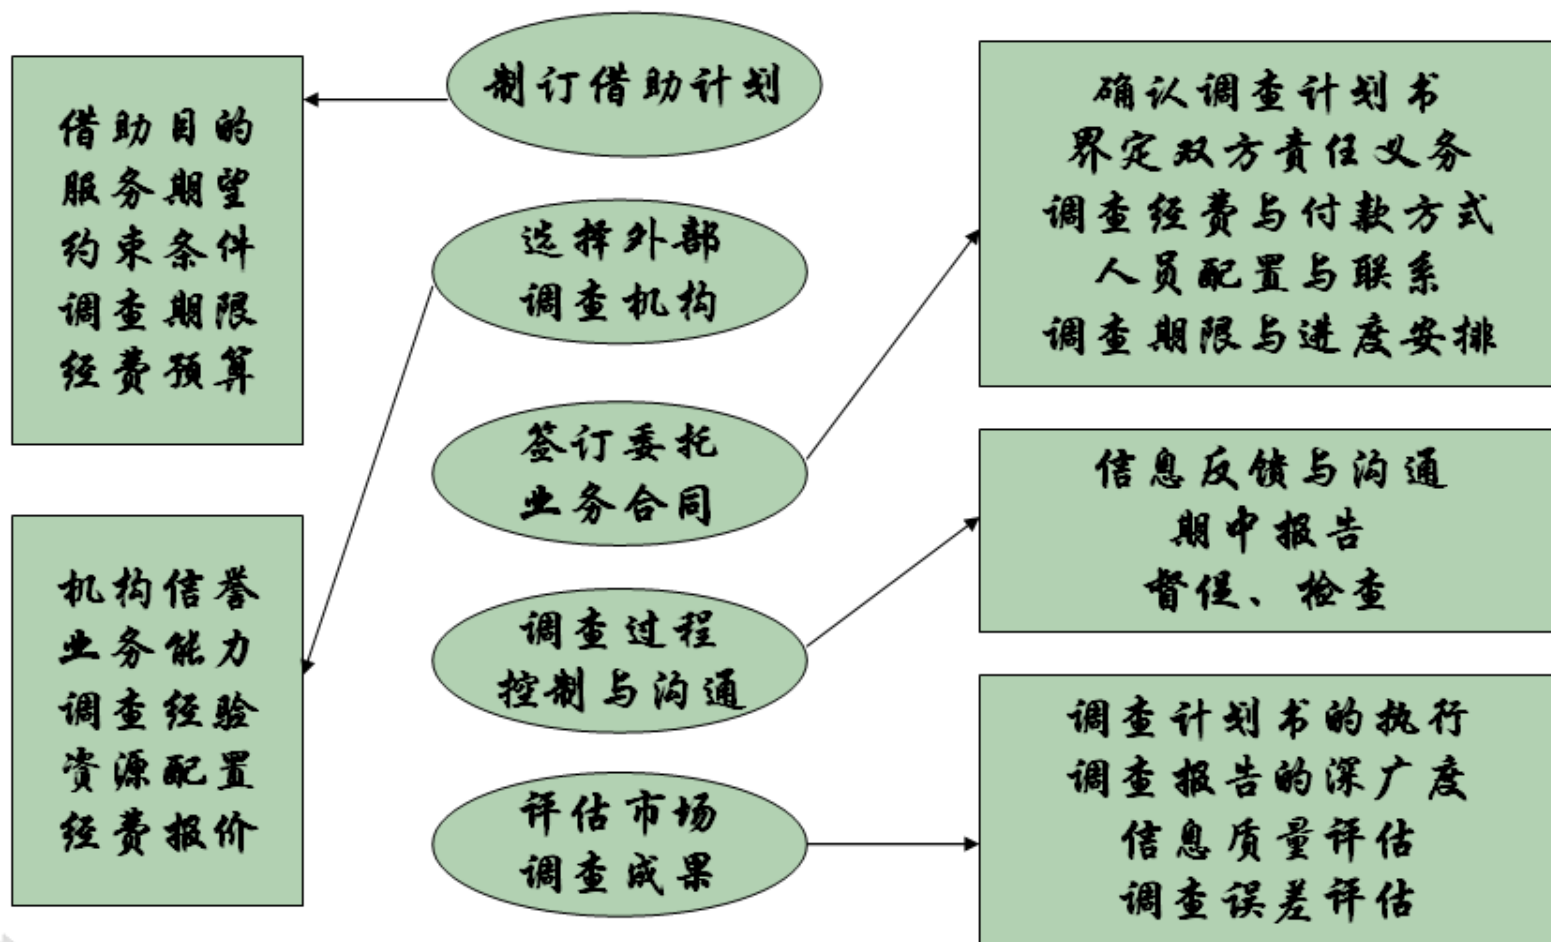 制订借助计划
借助目的
服务期望
约束条件
调查期限
经费预算
选择外部
调查机构
机构信誉
业务能力
调查经验
资源配置
经费报价
签订委托
业务合同
确认调查计划书
界定双方责任义务
调查经费与付款方式
人员配置与联系
调查期限与进度安排
调查过程
控制与沟通
信息反馈与沟通
期中报告
督促、检查
评估市场
调查成果
调查计划书的执行
调查报告的深广度
信息质量评估
调查误差评估